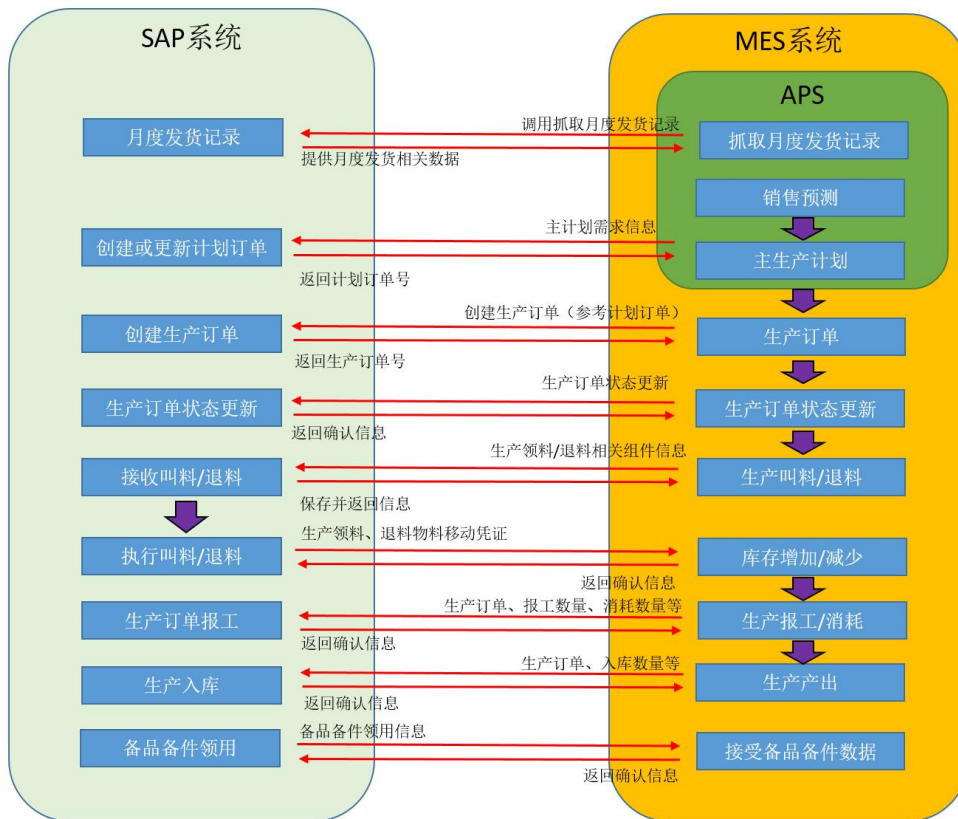 SAP系统
MES系统
APS
月度发货记录
调用抓取月度发货记录
提供月度发货相关数据
抓取月度发货记录
销售预测
创建或更新计划订单
主计划需求信息
返回计划订单号
主生产计划
创建生产订单
创建生产订单（参考计划订单）
返回生产订单号
生产订单
生产订单状态更新
生产订单状态更新
返回确认信息
生产订单状态更新
接收叫料/退料
生产领料/退料相关组件信息
保存并返回信息
生产叫料/退料
执行叫料/退料
生产领料、退料物料移动凭证
返回确认信息
库存增加/减少
生产订单报工
生产订单、报工数量、消耗数量等
返回确认信息
生产报工/消耗
生产入库
生产订单、入库数量等
返回确认信息
生产产出
备品备件领用
备品备件领用信息
返回确认信息
接受备品备件数据